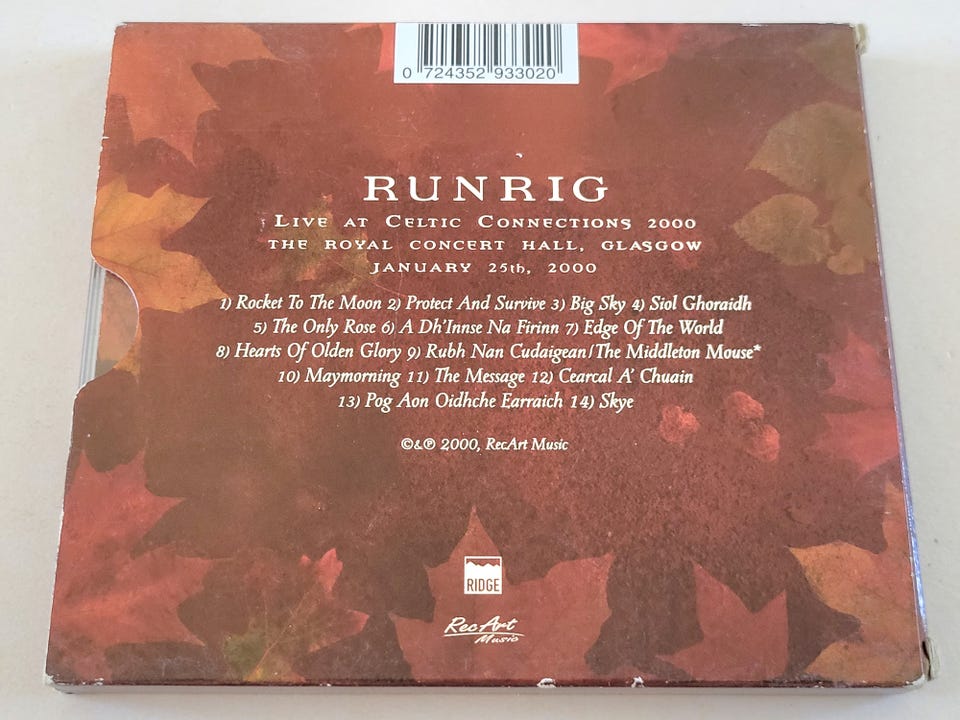 0 724352 933020
RUNRIG
LIVE AT CELTIC CONNECTIONS 2000
THE ROYAL CONCERT HALL, GLASGOW
JANUARY 25th, 2000
1) Rocket To The Moon 2) Protect And Survive 3) Big Sky 4) Siol Ghoraidh
5) The Only Rose 6) A Dh'Innse Na Firinn 7) Edge Of The World
8) Hearts Of Olden Glory 9) Rubh Nan Cudaigean/The Middleton Mouse*
10) Maymorning 11) The Message 12) Cearcal A' Chuain
13) Pog Aon Oidhche Earraich 14) Skye
©&℗ 2000, RecArt Music
RIDGE
RecArt
Music